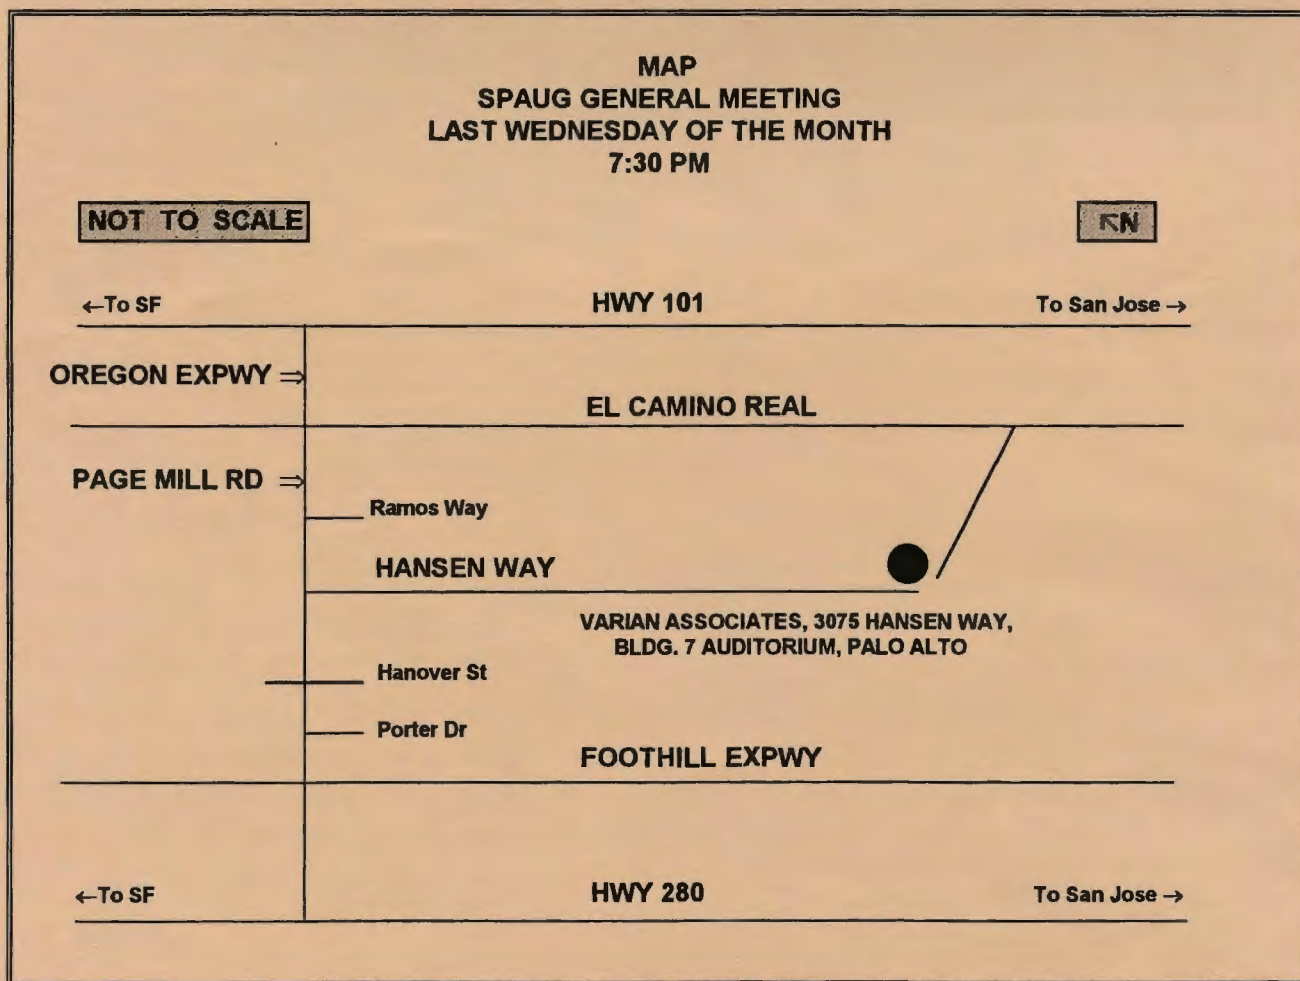 MAP
SPAUG GENERAL MEETING
LAST WEDNESDAY OF THE MONTH
7:30 PM
NOT TO SCALE
↖N
←To SF
HWY 101
To San Jose →
OREGON EXPWY ⇒
EL CAMINO REAL
PAGE MILL RD ⇒
Ramos Way
HANSEN WAY
VARIAN ASSOCIATES, 3075 HANSEN WAY,
BLDG. 7 AUDITORIUM, PALO ALTO
Hanover St
Porter Dr
FOOTHILL EXPWY
←To SF
HWY 280
To San Jose →